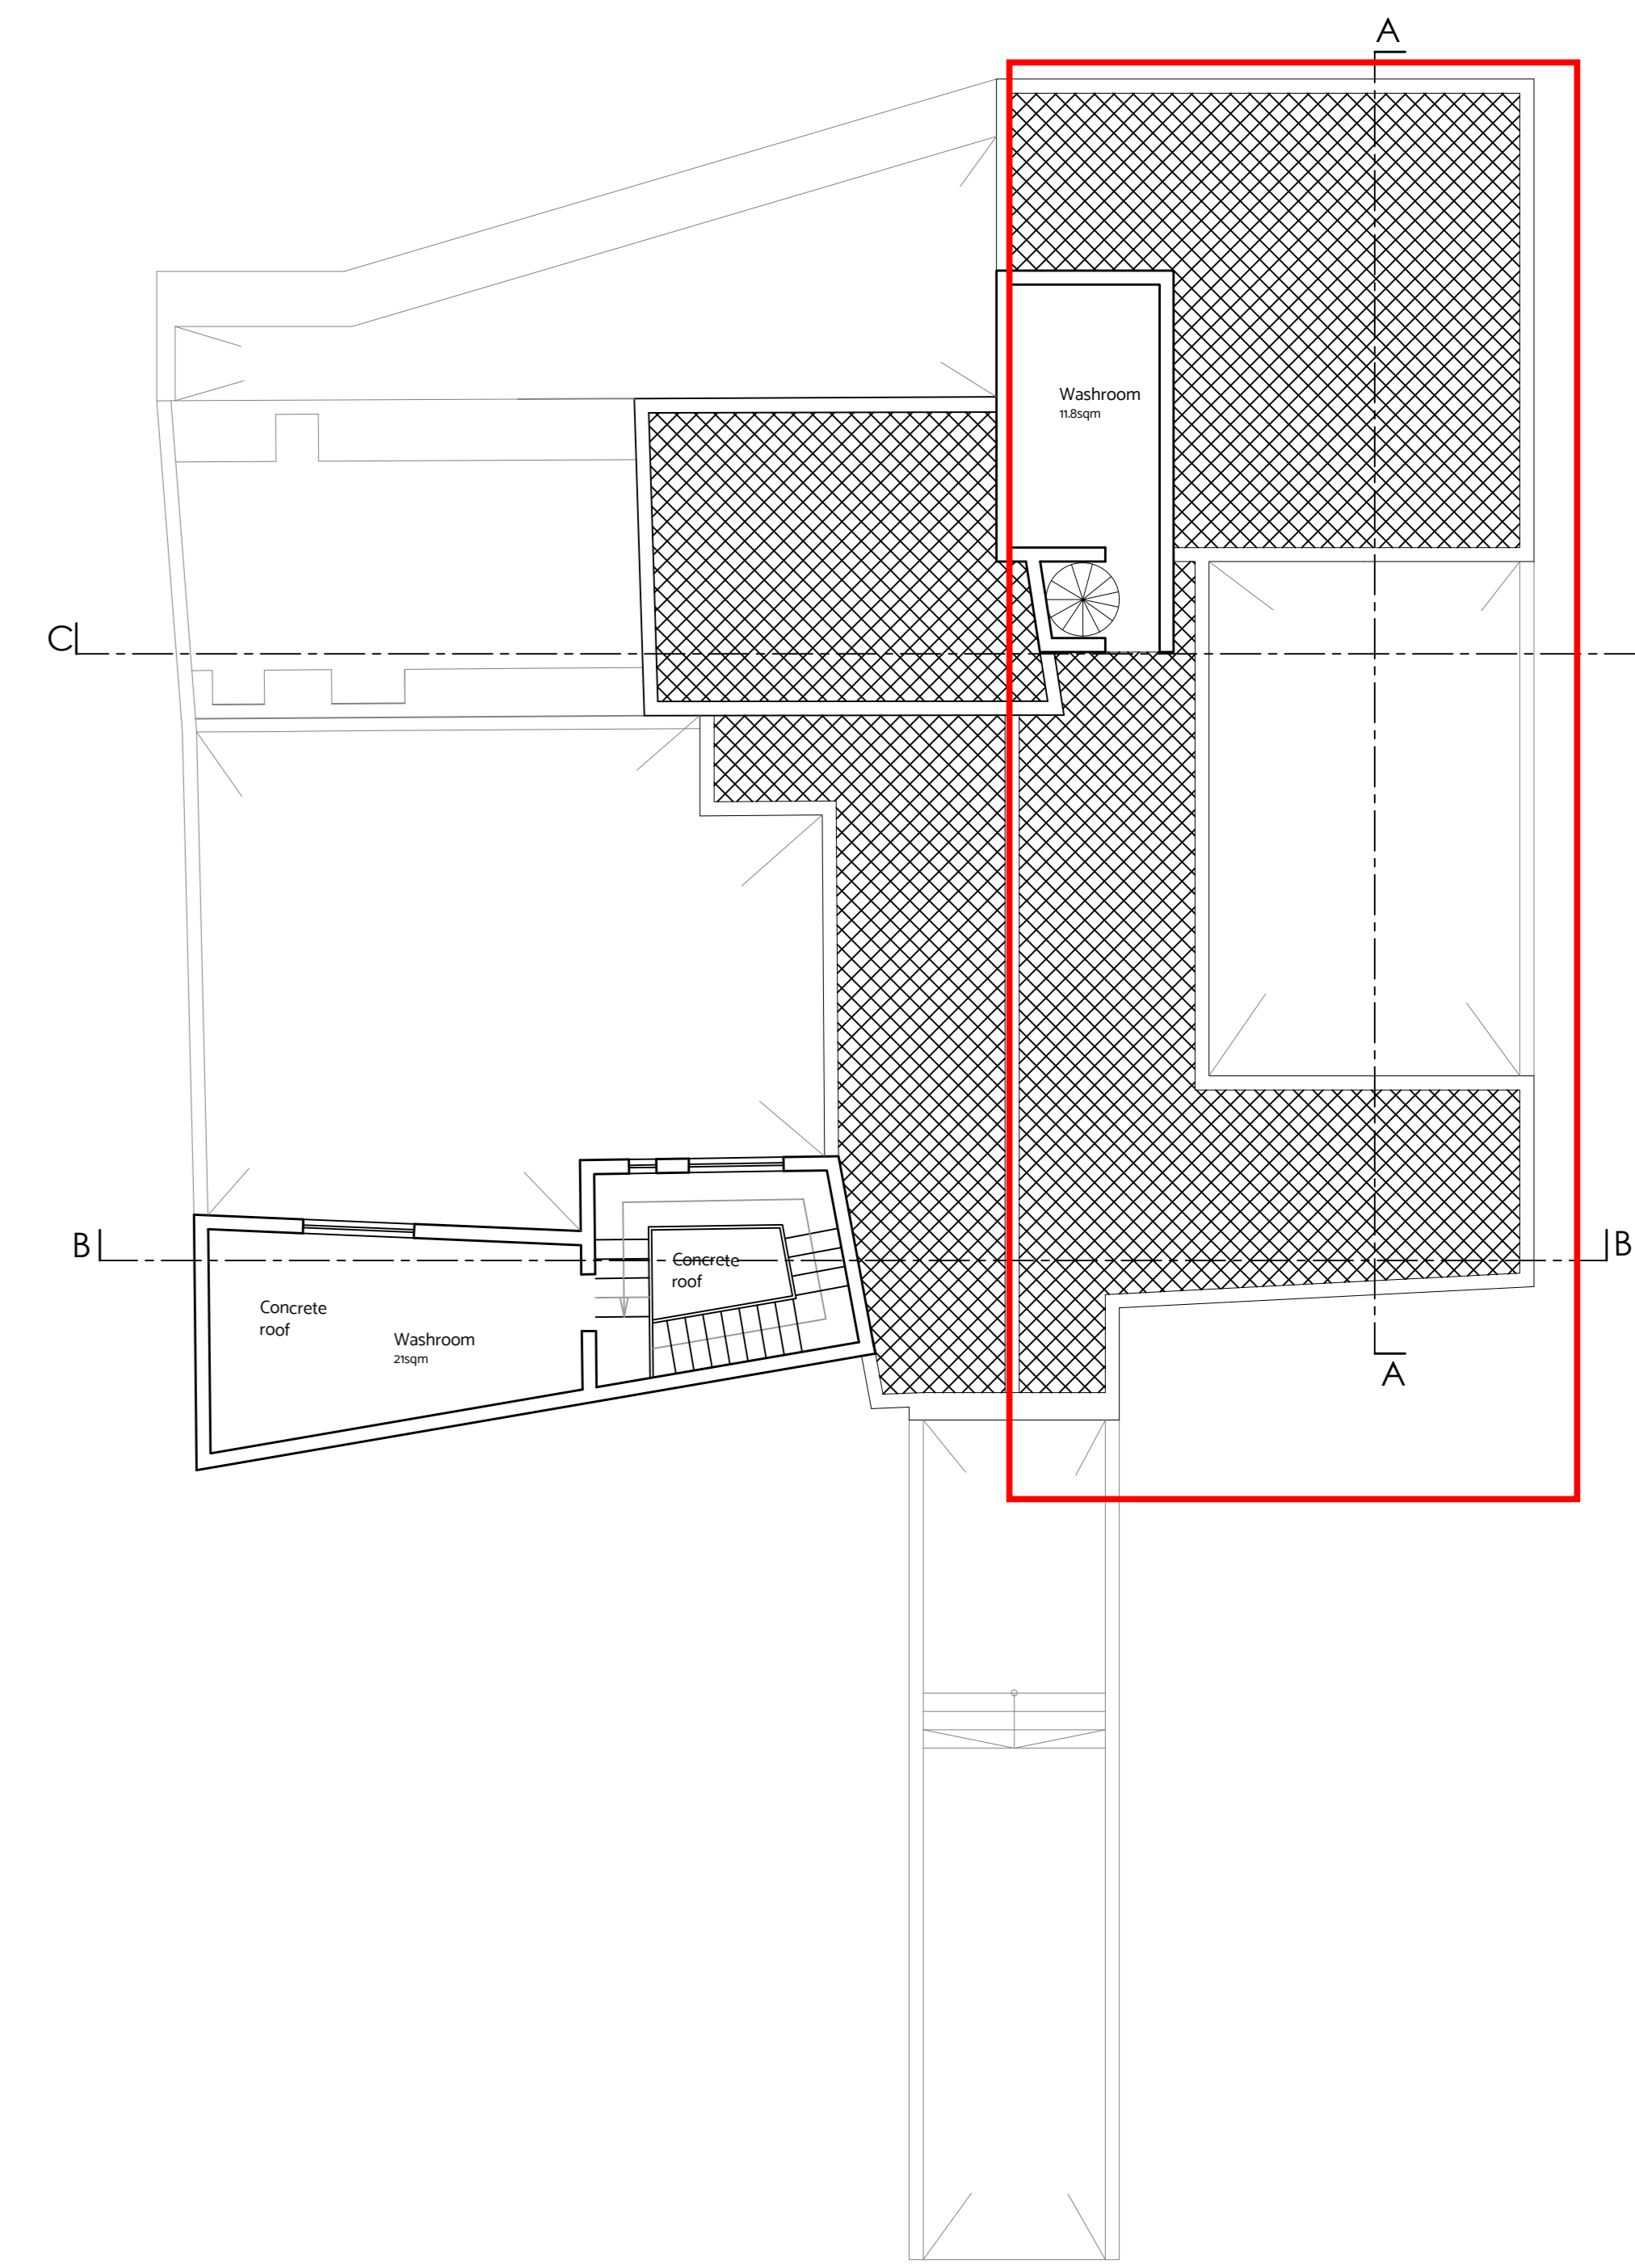 A
Washroom
11.8sqm
C
B
Concrete
roof
B
Concrete
roof
Washroom
21sqm
A